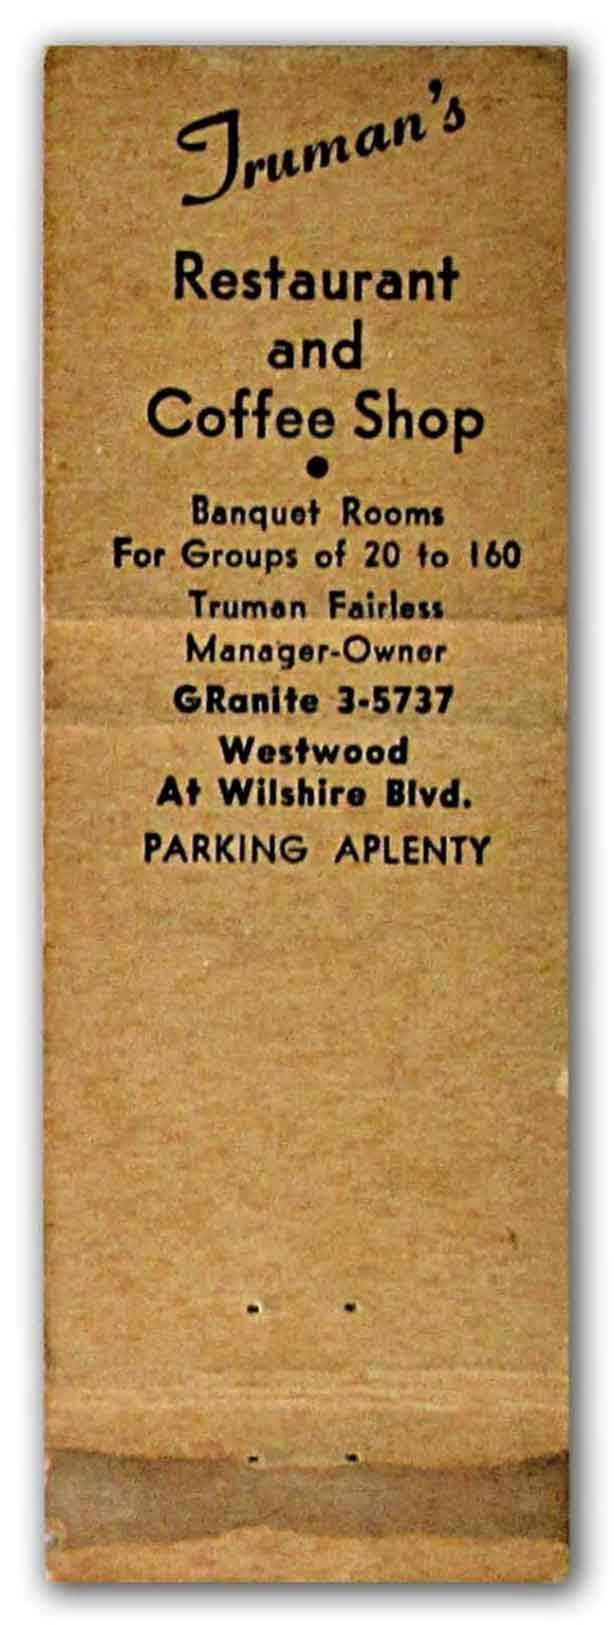 Truman's
Restaurant
and
Coffee Shop
Banquet Rooms
For Groups of 20 to 160
Truman Fairless
Manager-Owner
GRanite 3-5737
Westwood
At Wilshire Blvd.
PARKING APLENTY